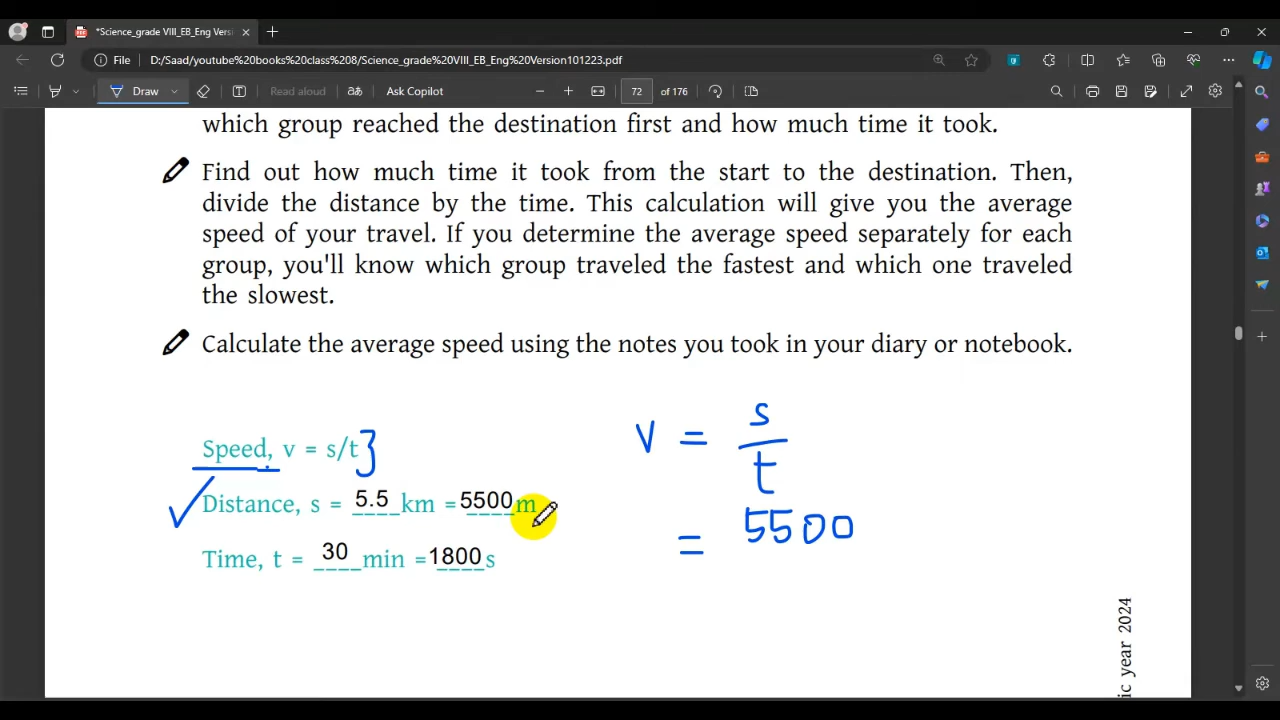 *Science_grade VIII_EB_Eng Versi
File D:/Saad/youtube%20books%20class%208/Science_grade%20VIII_EB_Eng%20Version101223.pdf
Draw Read aloud Ask Copilot 72 of 176
which group reached the destination first and how much time it took.
Find out how much time it took from the start to the destination. Then,
divide the distance by the time. This calculation will give you the average
speed of your travel. If you determine the average speed separately for each
group, you'll know which group traveled the fastest and which one traveled
the slowest.
Calculate the average speed using the notes you took in your diary or notebook.
Speed, v = s/t }
Distance, s = 5.5 km = 5500 m
Time, t = 30 min = 1800 s
v = s
t
= 5500
ic year 2024